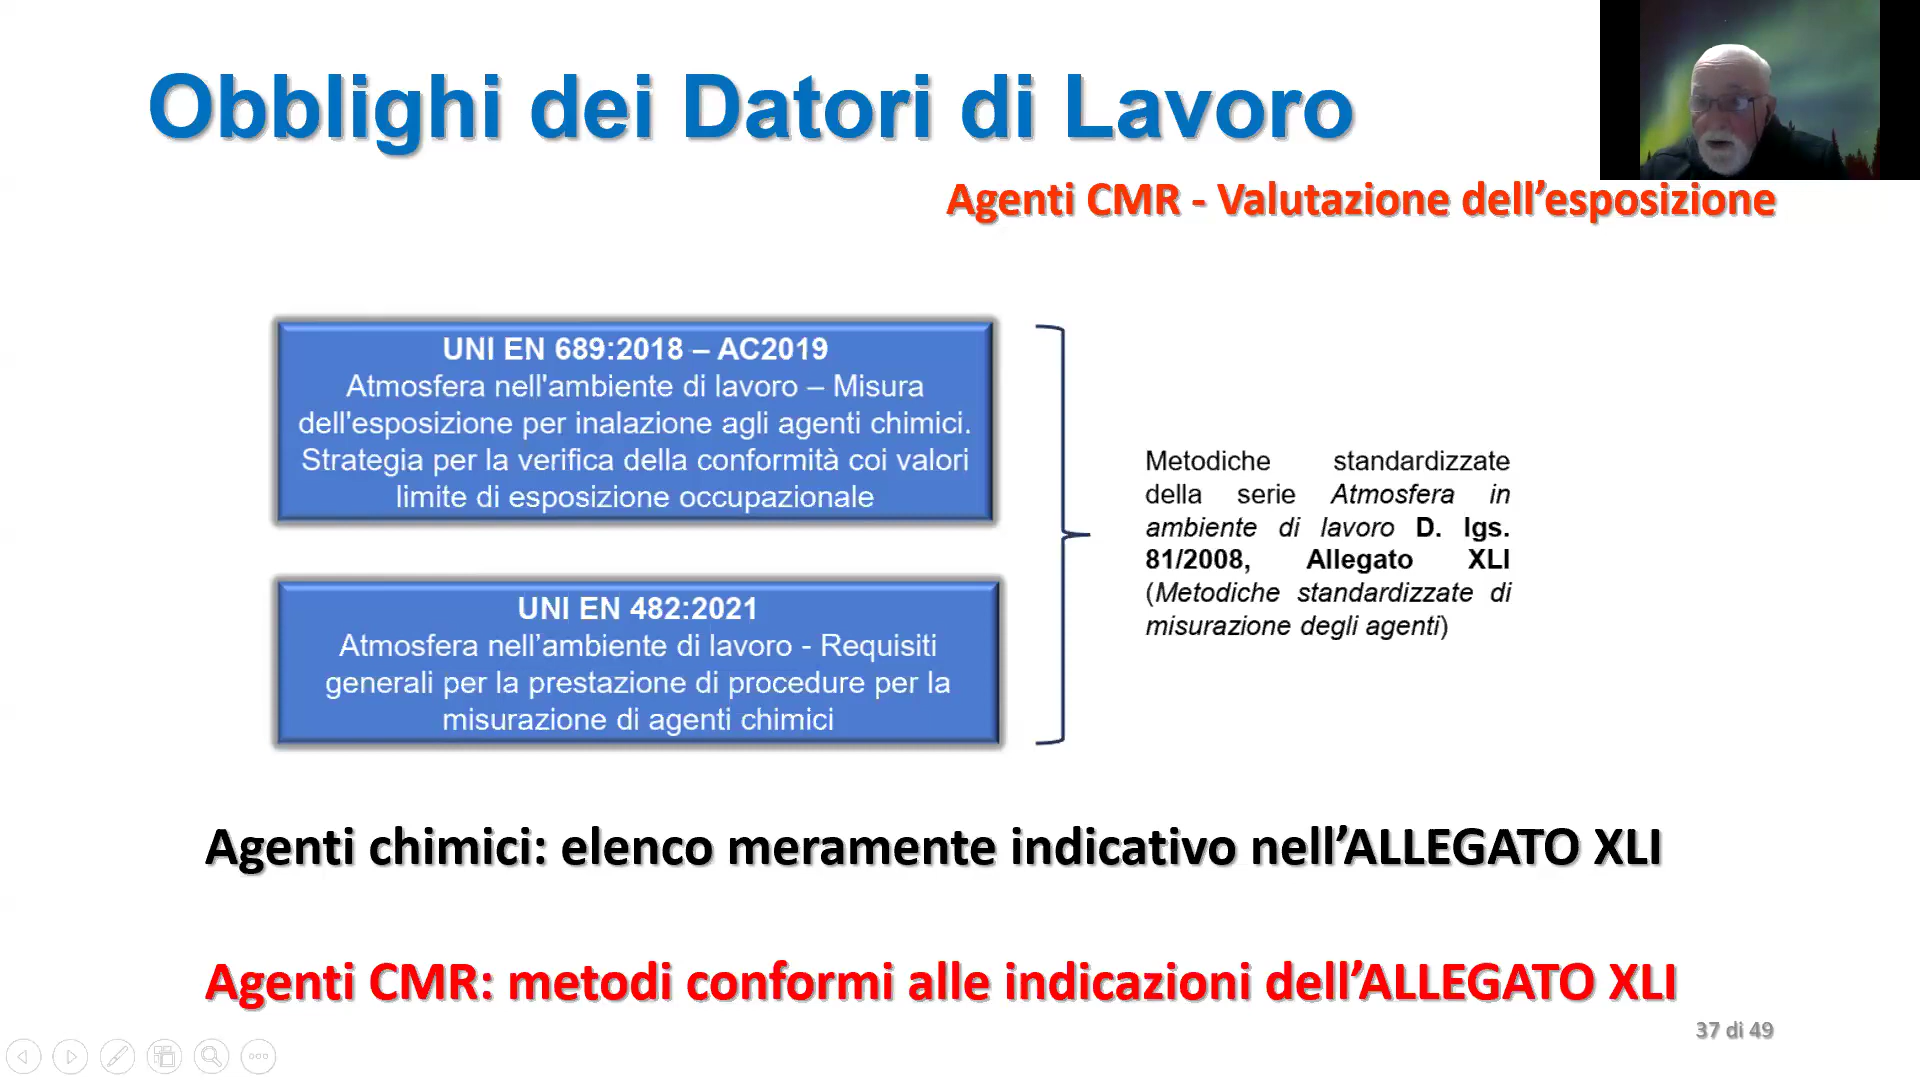 Obblighi dei Datori di Lavoro
Agenti CMR - Valutazione dell’esposizione
UNI EN 689:2018 – AC2019
Atmosfera nell'ambiente di lavoro – Misura
dell'esposizione per inalazione agli agenti chimici.
Strategia per la verifica della conformità coi valori
limite di esposizione occupazionale
UNI EN 482:2021
Atmosfera nell’ambiente di lavoro - Requisiti
generali per la prestazione di procedure per la
misurazione di agenti chimici
Metodiche standardizzate
della serie Atmosfera in
ambiente di lavoro D. lgs.
81/2008, Allegato XLI
(Metodiche standardizzate di
misurazione degli agenti)
Agenti chimici: elenco meramente indicativo nell’ALLEGATO XLI
Agenti CMR: metodi conformi alle indicazioni dell’ALLEGATO XLI
37 di 49